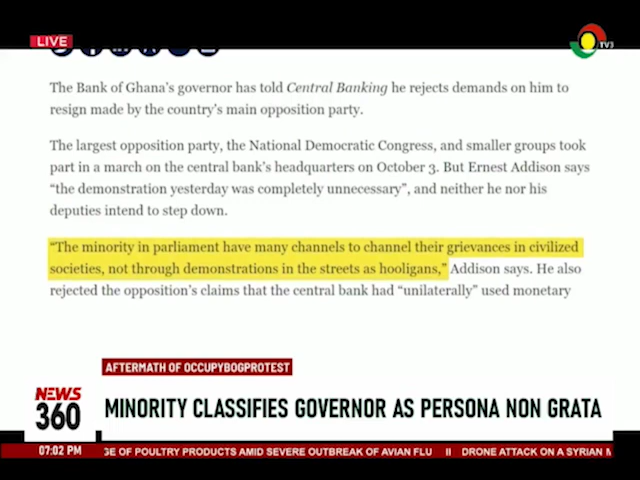 LIVE
TV3
The Bank of Ghana's governor has told Central Banking he rejects demands on him to
resign made by the country's main opposition party.
The largest opposition party, the National Democratic Congress, and smaller groups took
part in a march on the central bank's headquarters on October 3. But Ernest Addison says
“the demonstration yesterday was completely unnecessary”, and neither he nor his
deputies intend to step down.
“The minority in parliament have many channels to channel their grievances in civilized
societies, not through demonstrations in the streets as hooligans,” Addison says. He also
rejected the opposition's claims that the central bank had “unilaterally” used monetary
AFTERMATH OF OCCUPYBOGPROTEST
NEWS
360
MINORITY CLASSIFIES GOVERNOR AS PERSONA NON GRATA
07:02 PM
GE OF POULTRY PRODUCTS AMID SEVERE OUTBREAK OF AVIAN FLU II DRONE ATTACK ON A SYRIAN M